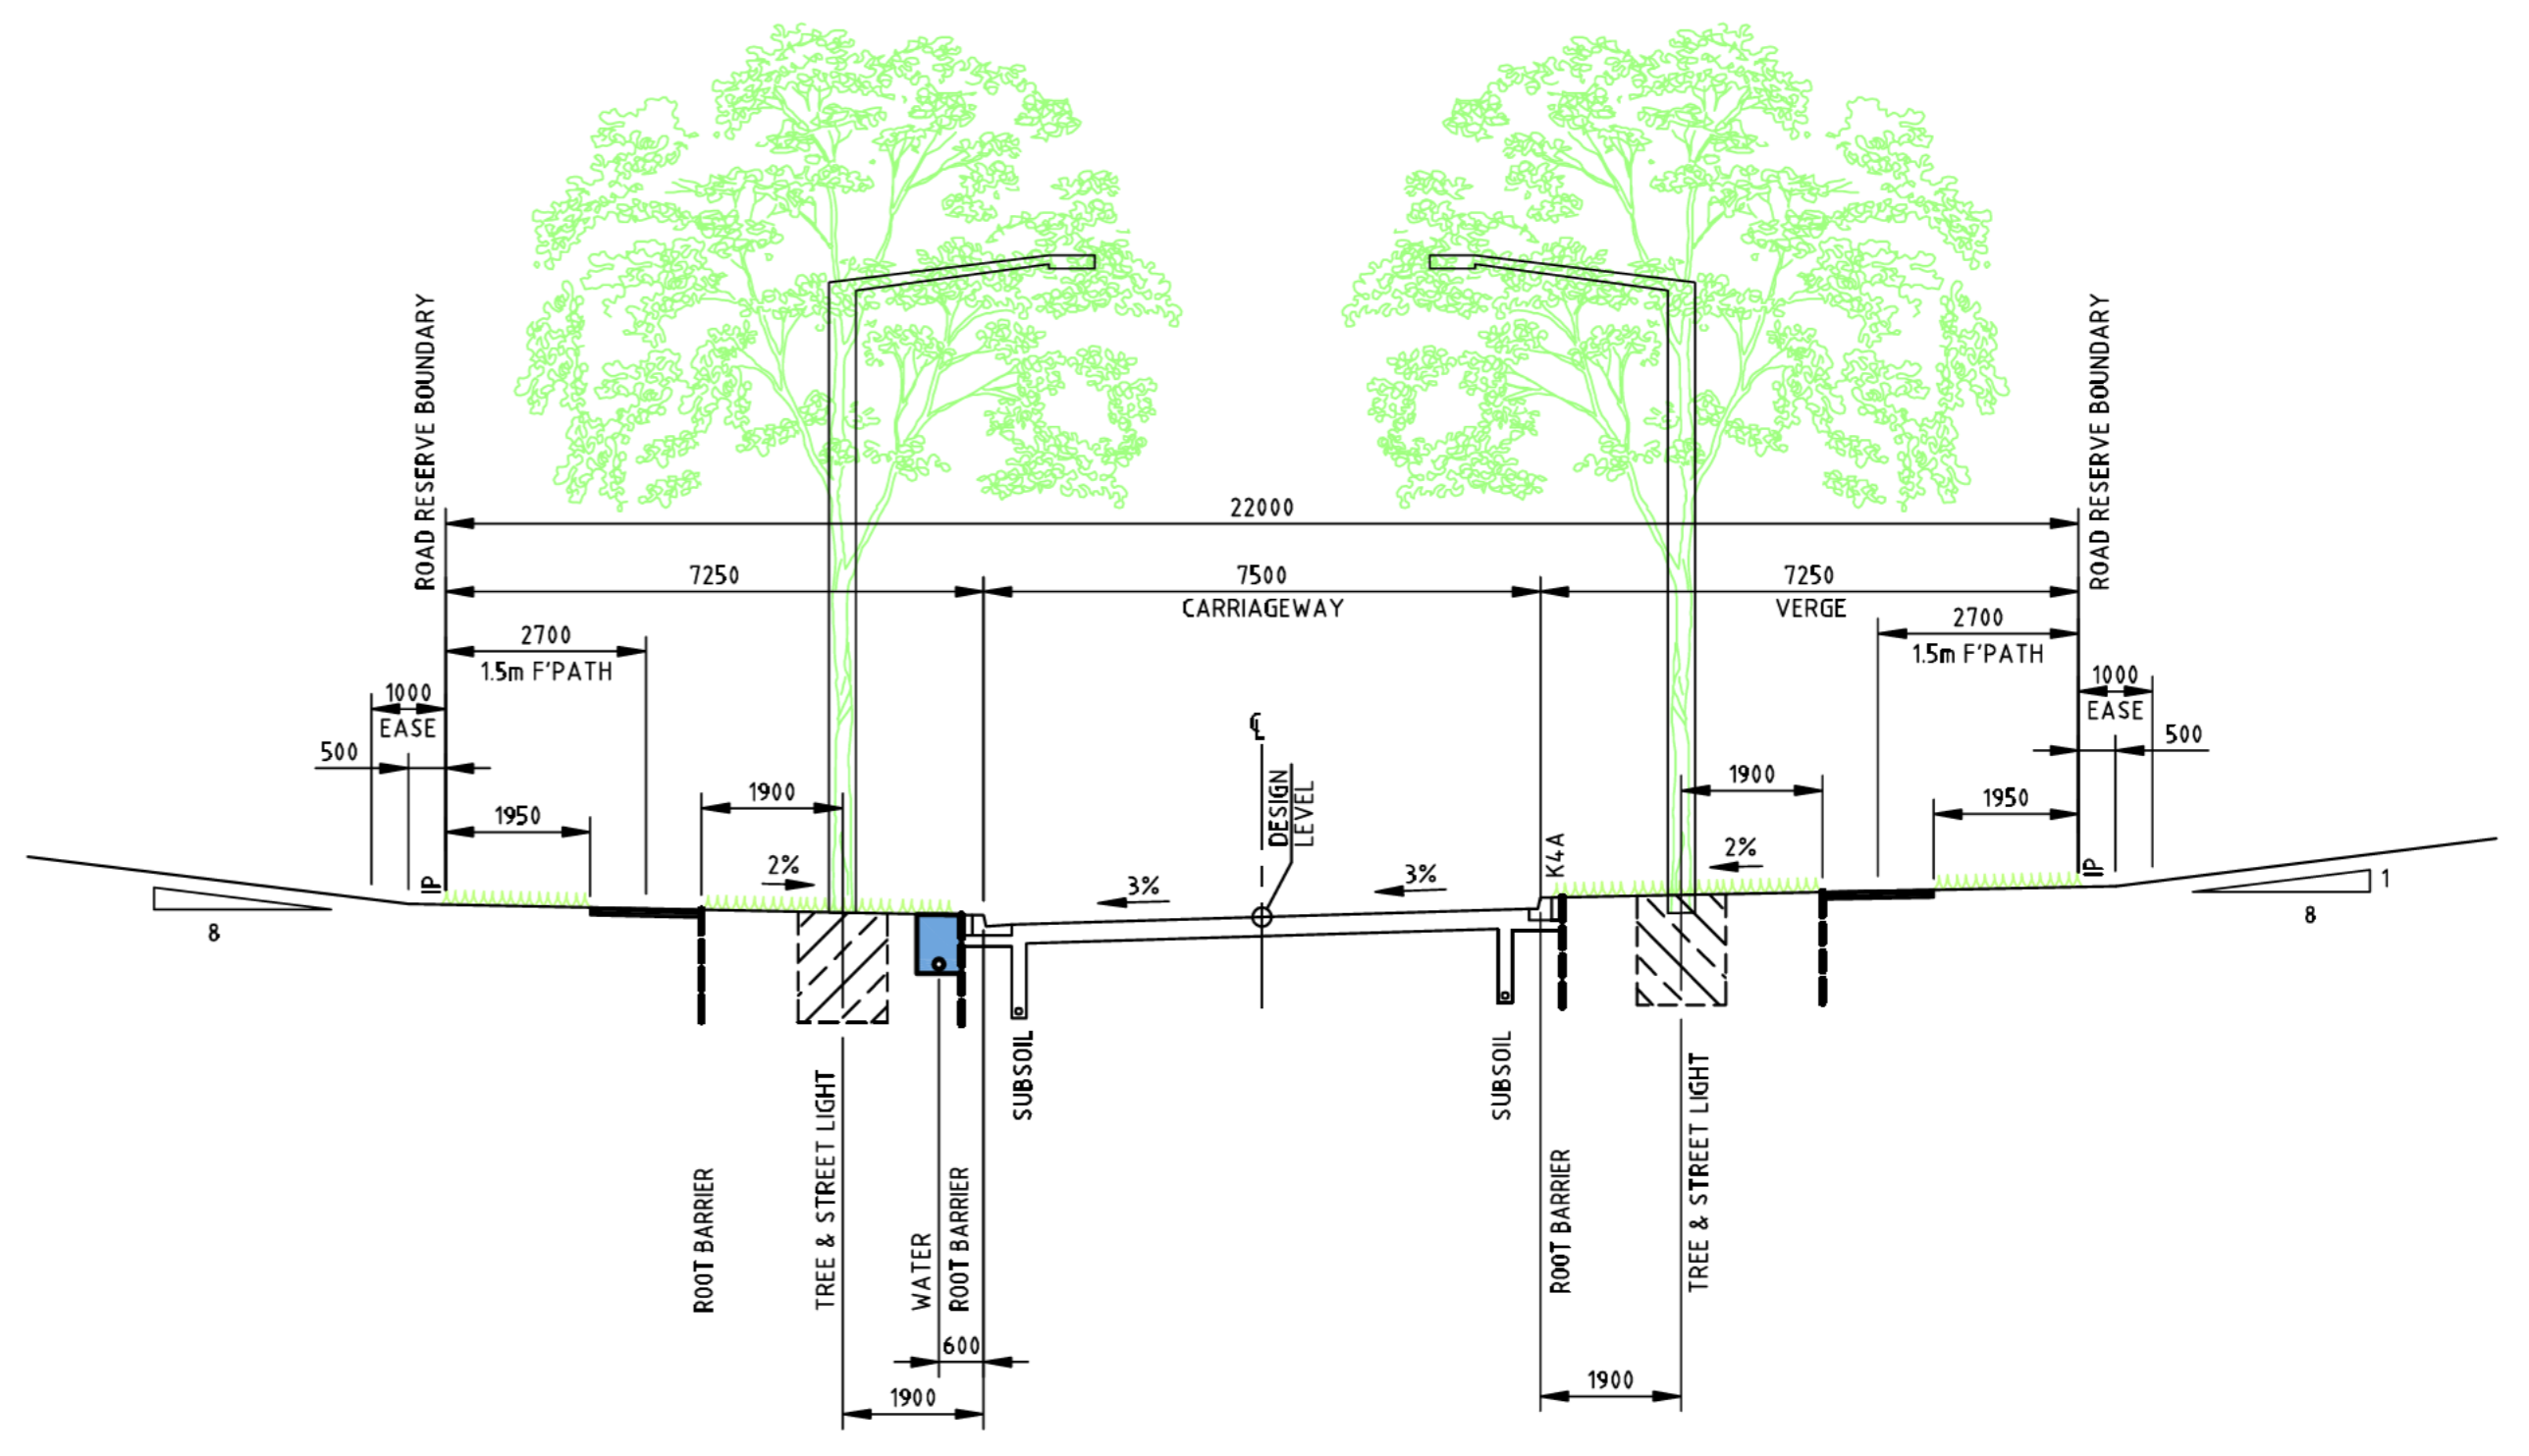 ROAD RESERVE BOUNDARY
ROAD RESERVE BOUNDARY
22000
7250
7500
7250
CARRIAGEWAY
VERGE
2700
1.5m F'PATH
2700
1.5m F'PATH
1000
EASE
1000
EASE
500
500
1950
1900
1900
1950
℄
DESIGN
LEVEL
K4A
IP
IP
2%
3%
3%
2%
8
1
8
SUBSOIL
SUBSOIL
ROOT BARRIER
TREE & STREET LIGHT
WATER
ROOT BARRIER
ROOT BARRIER
TREE & STREET LIGHT
600
1900
1900